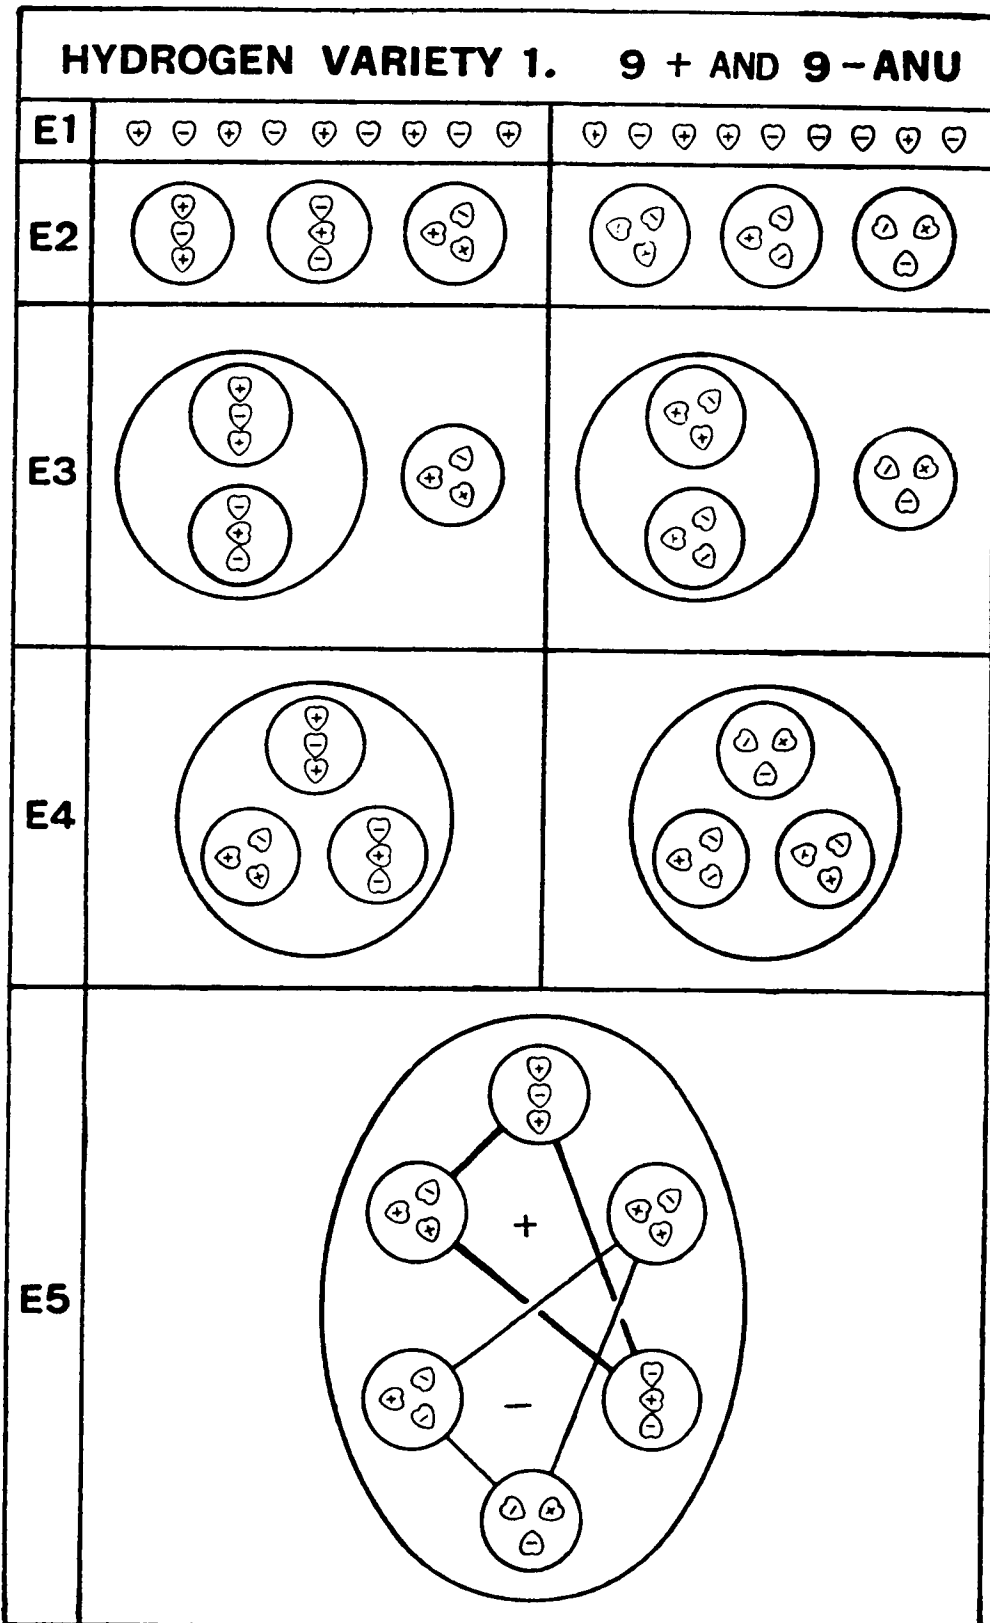 HYDROGEN VARIETY 1. 9 + AND 9 - ANU
E1 + - + - + - + - + + - + + - - - + -
E2
E3
E4
E5
+
-